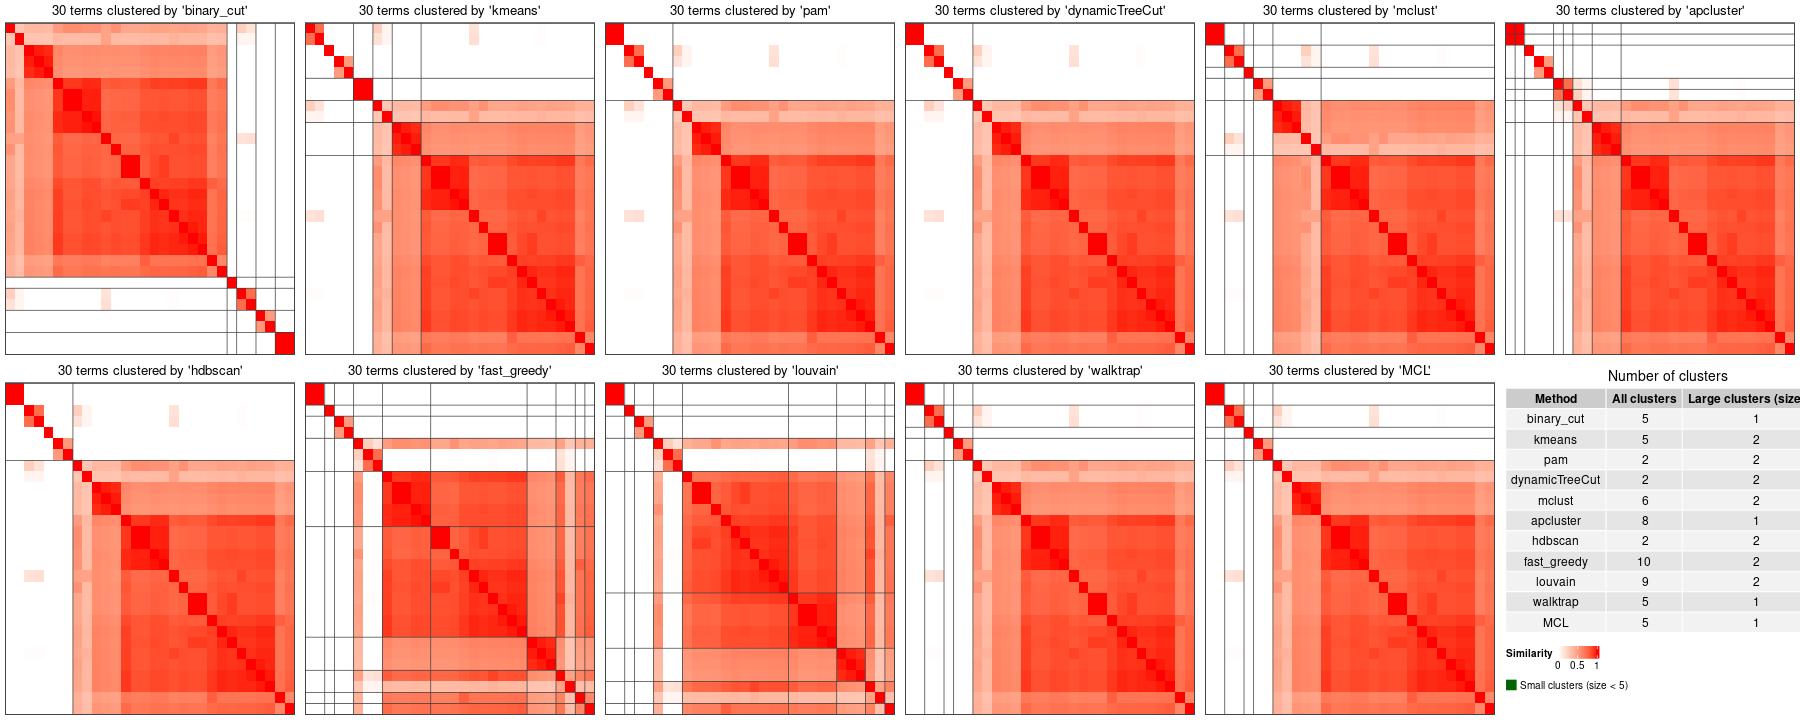 30 terms clustered by 'binary_cut'
30 terms clustered by 'kmeans'
30 terms clustered by 'pam'
30 terms clustered by 'dynamicTreeCut'
30 terms clustered by 'mclust'
30 terms clustered by 'apcluster'
30 terms clustered by 'hdbscan'
30 terms clustered by 'fast_greedy'
30 terms clustered by 'louvain'
30 terms clustered by 'walktrap'
30 terms clustered by 'MCL'
Number of clusters
Method All clusters Large clusters (size
binary_cut 5 1
kmeans 5 2
pam 2 2
dynamicTreeCut 2 2
mclust 6 2
apcluster 8 1
hdbscan 2 2
fast_greedy 10 2
louvain 9 2
walktrap 5 1
MCL 5 1
Similarity
0 0.5 1
Small clusters (size < 5)